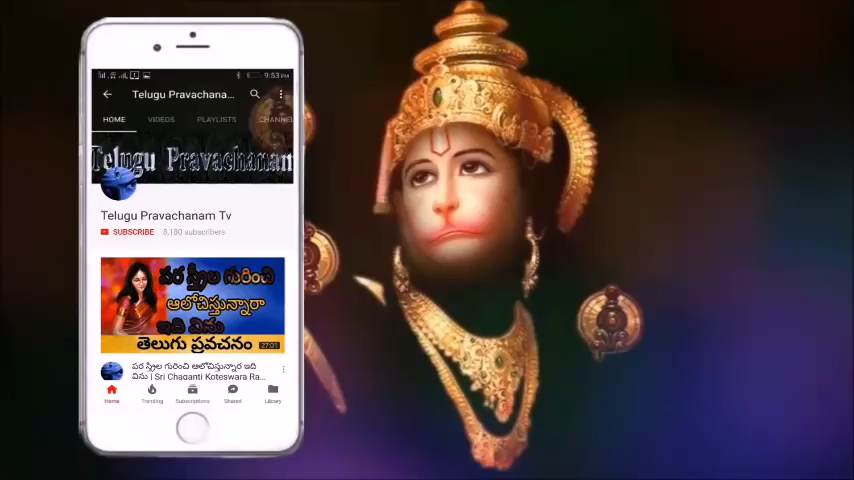 9:53 PM
Telugu Pravachana...
HOME VIDEOS PLAYLISTS CHANNEL
Telugu Pravachanam
Telugu Pravachanam Tv
SUBSCRIBE 8,180 subscribers
పర స్త్రీల గురించి
ఆలోచిస్తున్నారా
ఇది విను
తెలుగు ప్రవచనం 27:01
పర స్త్రీల గురించి ఆలోచిస్తున్నార ఇది
విను | Sri Chaganti Koteswara Ra...
Home Trending Subscriptions Shared Library